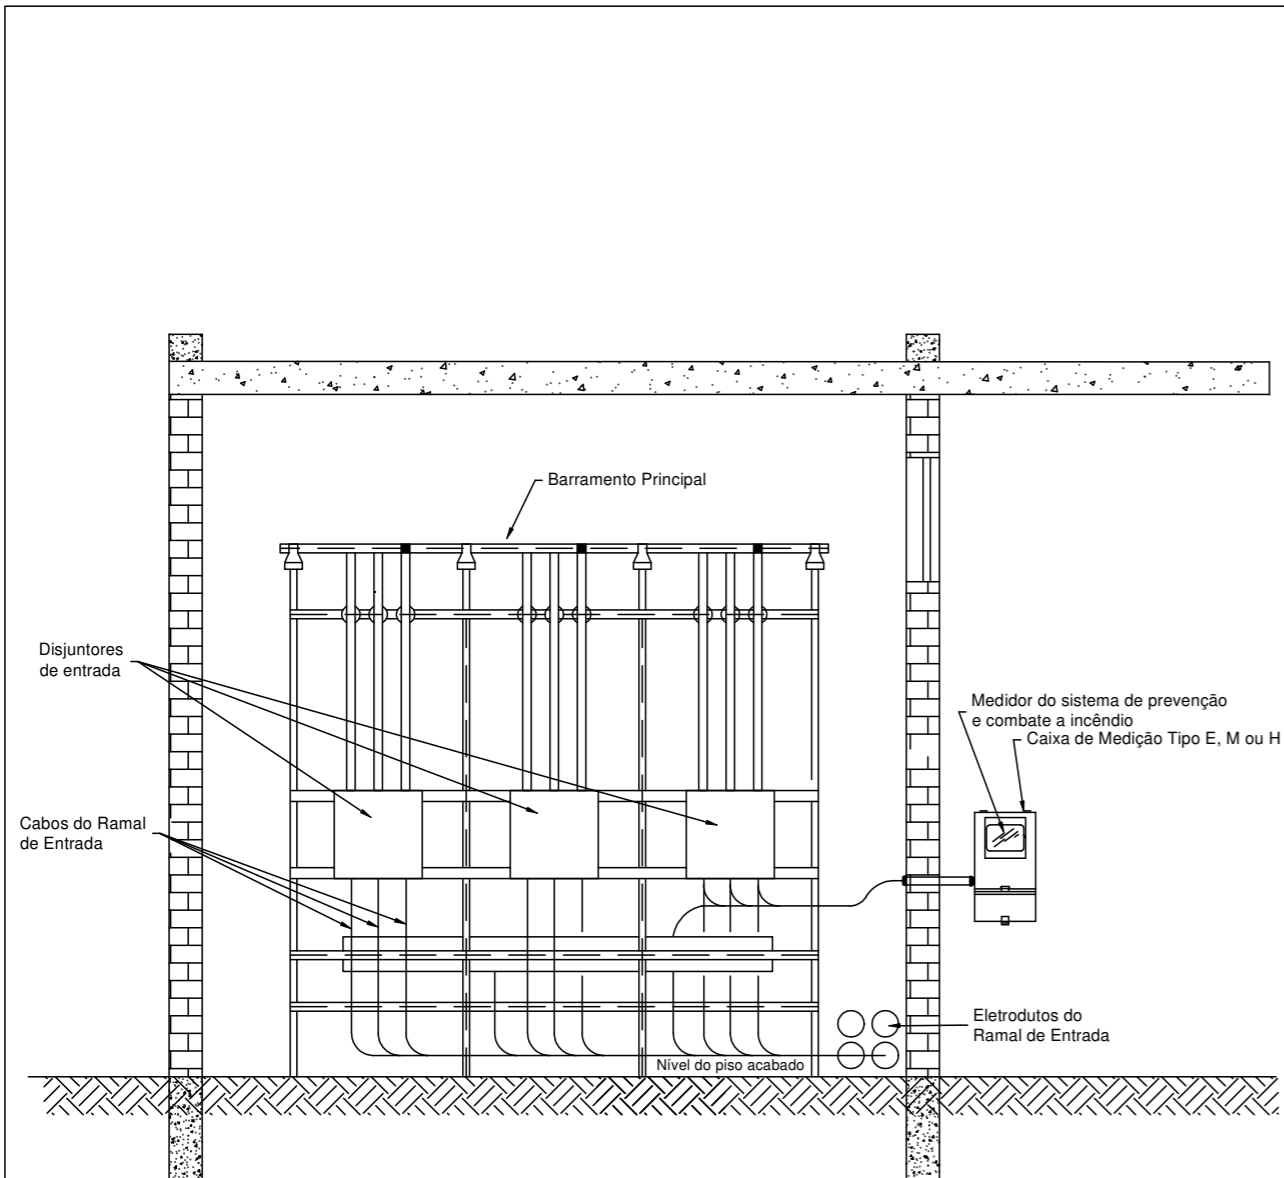 Barramento Principal
Disjuntores
de entrada
Medidor do sistema de prevenção
e combate a incêndio
Caixa de Medição Tipo E, M ou H
Cabos do Ramal
de Entrada
Eletrodutos do
Ramal de Entrada
Nível do piso acabado